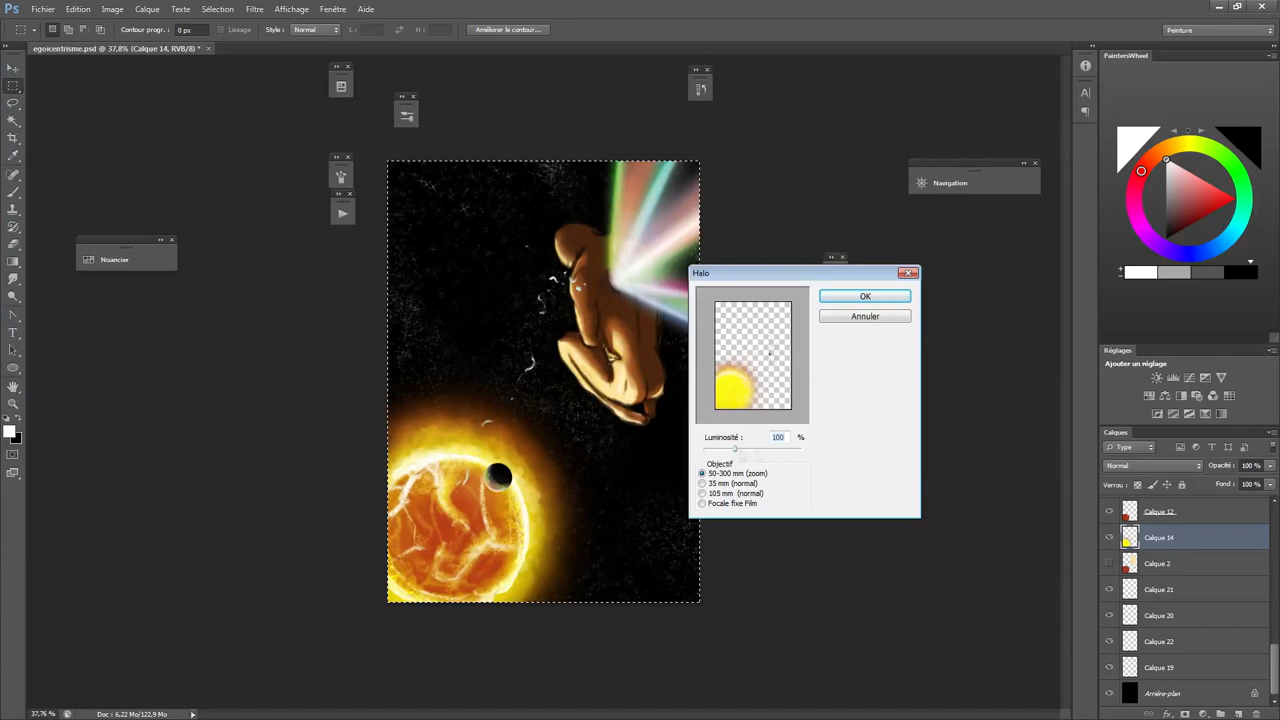 Ps Fichier Edition Image Calque Texte Sélection Filtre Affichage Fenêtre Aide
Contour progr. : 0 px Lissage Style : Normal L : H : Améliorer le contour... Peinture
egoicentrisme.psd @ 37,8% (Calque 14, RVB/8) * ×
PaintersWheel
Navigation
Nuancier
Halo
OK
Annuler
Luminosité : 100 %
Objectif
50-300 mm (zoom)
35 mm (normal)
105 mm (normal)
Focale fixe Film
Réglages
Ajouter un réglage
Calques
Type
Normal Opacité : 100 %
Verrou : Fond : 100 %
Calque 12
Calque 14
Calque 2
Calque 21
Calque 20
Calque 22
Calque 19
Arrière-plan
37,76 % Doc : 6,22 Mo/122,9 Mo